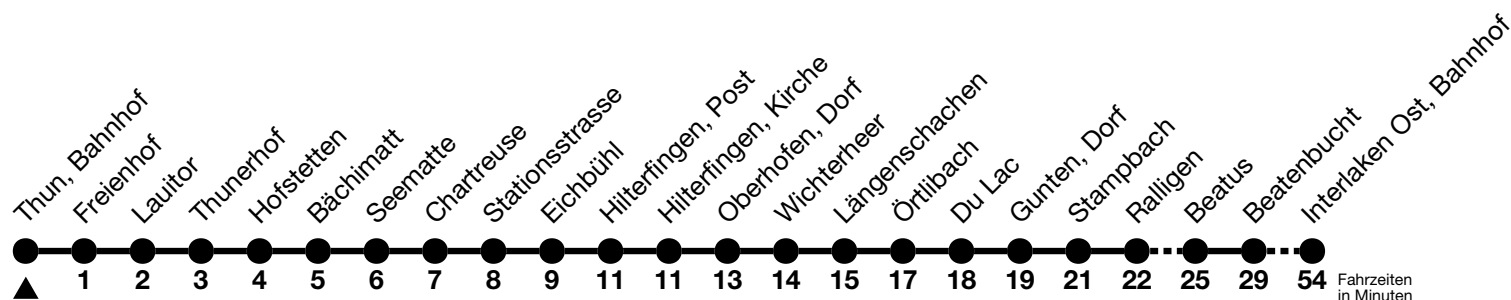 Thun, Bahnhof
Freienhof
Lauitor
Thunerhof
Hofstetten
Bächimatt
Seematte
Chartreuse
Stationsstrasse
Eichbühl
Hilterfingen, Post
Hilterfingen, Kirche
Oberhofen, Dorf
Wichterheer
Längenschachen
Örtlibach
Du Lac
Gunten, Dorf
Stampbach
Ralligen
Beatus
Beatenbucht
Interlaken Ost, Bahnhof
1 2 3 4 5 6 7 8 9 11 11 13 14 15 17 18 19 21 22 25 29 54
Fahrzeiten
in Minuten